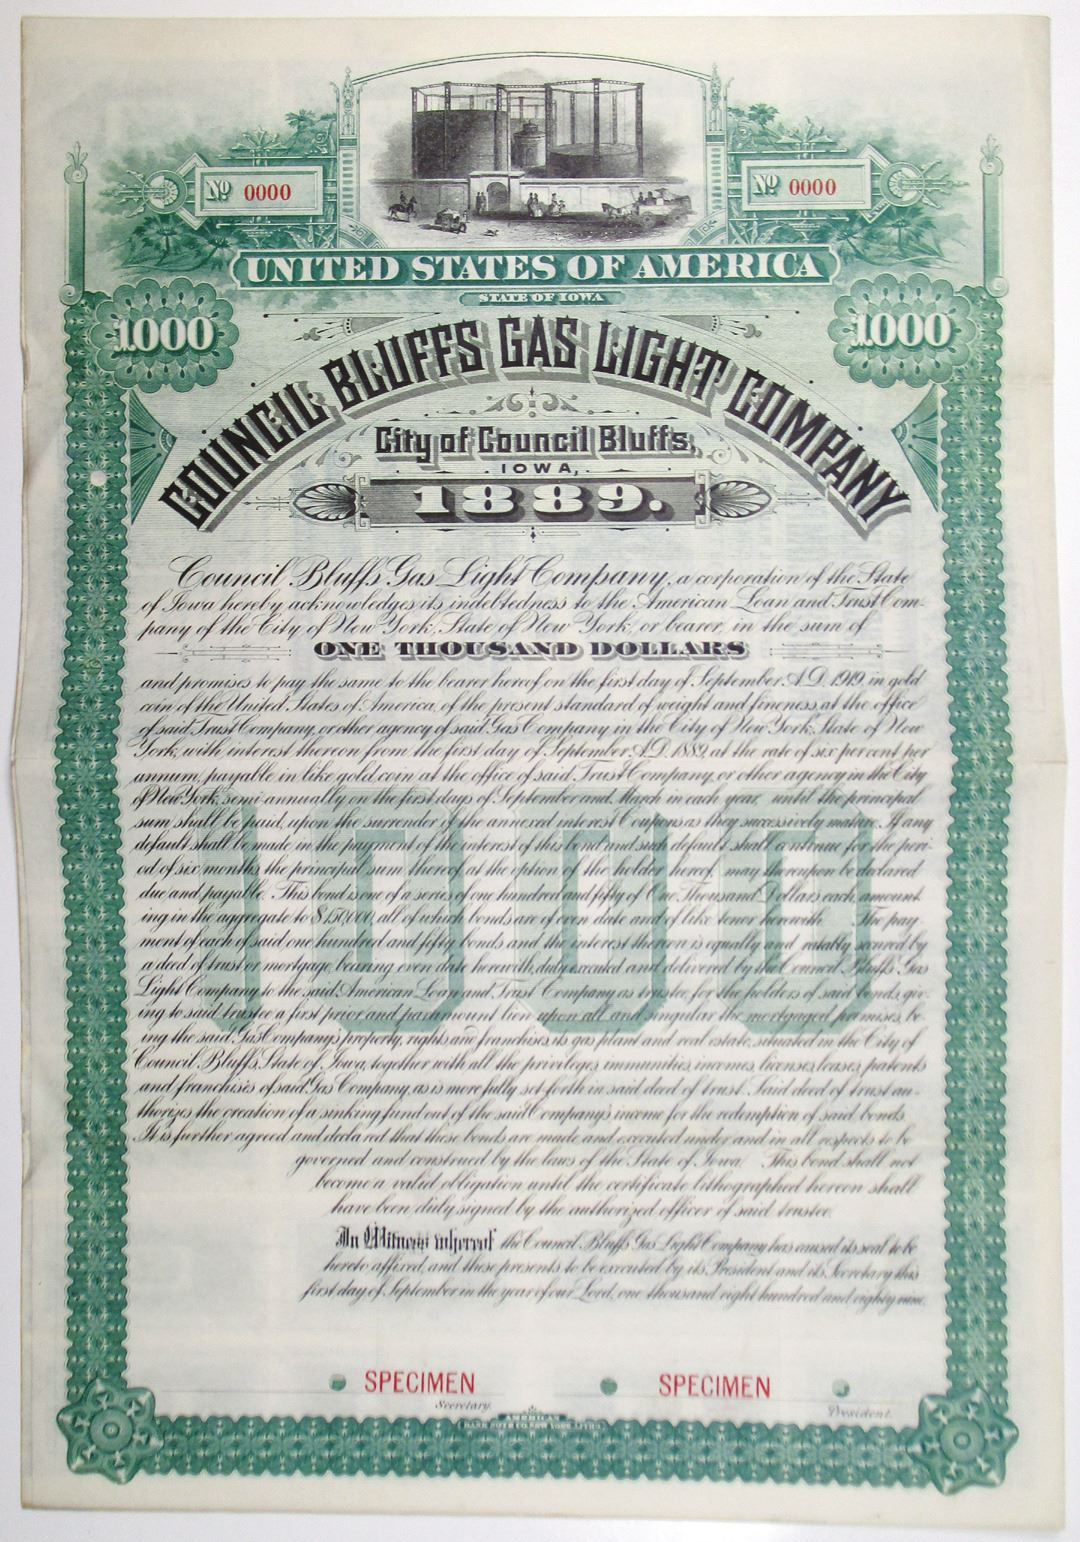 No 0000
No 0000
UNITED STATES OF AMERICA
STATE OF IOWA
1000
1000
COUNCIL BLUFFS GAS LIGHT COMPANY
City of Council Bluffs,
IOWA,
1889.
Council Bluffs Gas Light Company, a corporation of the State
of Iowa hereby acknowledges its indebtedness to the American Loan and Trust Com-
pany of the City of New York, State of New York, or bearer, in the sum of
ONE THOUSAND DOLLARS
and promises to pay the same to the bearer hereof on the first day of September A.D. 1919, in gold
coin of the United States of America, of the present standard of weight and fineness, at the office
of said Trust Company, or other agency of said Gas Company in the City of New York, State of New
York, with interest thereon from the first day of September A.D. 1889, at the rate of six per cent per
annum, payable in like gold coin at the office of said Trust Company or other agency in the City
of New York, semi-annually on the first days of September and March in each year, until the principal
sum shall be paid, upon the surrender of the annexed interest Coupons as they successively mature. If any
default shall be made in the payment of the interest of this bond and such default shall continue for the peri-
od of six months, the principal sum thereof at the option of the holder hereof, may thereupon be declared
due and payable. This bond is one of a series of one hundred and fifty of One Thousand Dollars each, amount-
ing in the aggregate to $150,000, all of which bonds are of even date and of like tenor herewith. The pay-
ment of each of said one hundred and fifty bonds and the interest thereon is equally and ratably secured by
a deed of trust or mortgage, bearing even date herewith, duly executed and delivered by the Council Bluffs Gas
Light Company to the said American Loan and Trust Company as trustee, for the holders of said bonds, giv-
ing to said trustee a first prior and paramount lien upon all and singular the mortgaged premises, be-
ing the said Gas Company's property, rights and franchises, its gas plant and real estate, situated in the City of
Council Bluffs, State of Iowa, together with all the privileges, immunities, incomes, licenses, leases, patents
and franchises of said Gas Company, as is more fully set forth in said deed of trust. Said deed of trust au-
thorizes the creation of a sinking fund out of the said Company's income for the redemption of said bonds.
It is further agreed and declared that these bonds are made and executed under and in all respects to be
governed and construed by the laws of the State of Iowa. This bond shall not
become a valid obligation until the certificate lithographed hereon shall
have been duly signed by the authorized officer of said trustee.
In Witness whereof the Council Bluffs Gas Light Company has caused its seal to be
hereto affixed, and these presents to be executed by its President and its Secretary this
first day of September in the year of our Lord, one thousand eight hundred and eighty nine.
SPECIMEN
SPECIMEN
Secretary.
President.
AMERICAN
BANK NOTE CO. NEW YORK. LITHO.